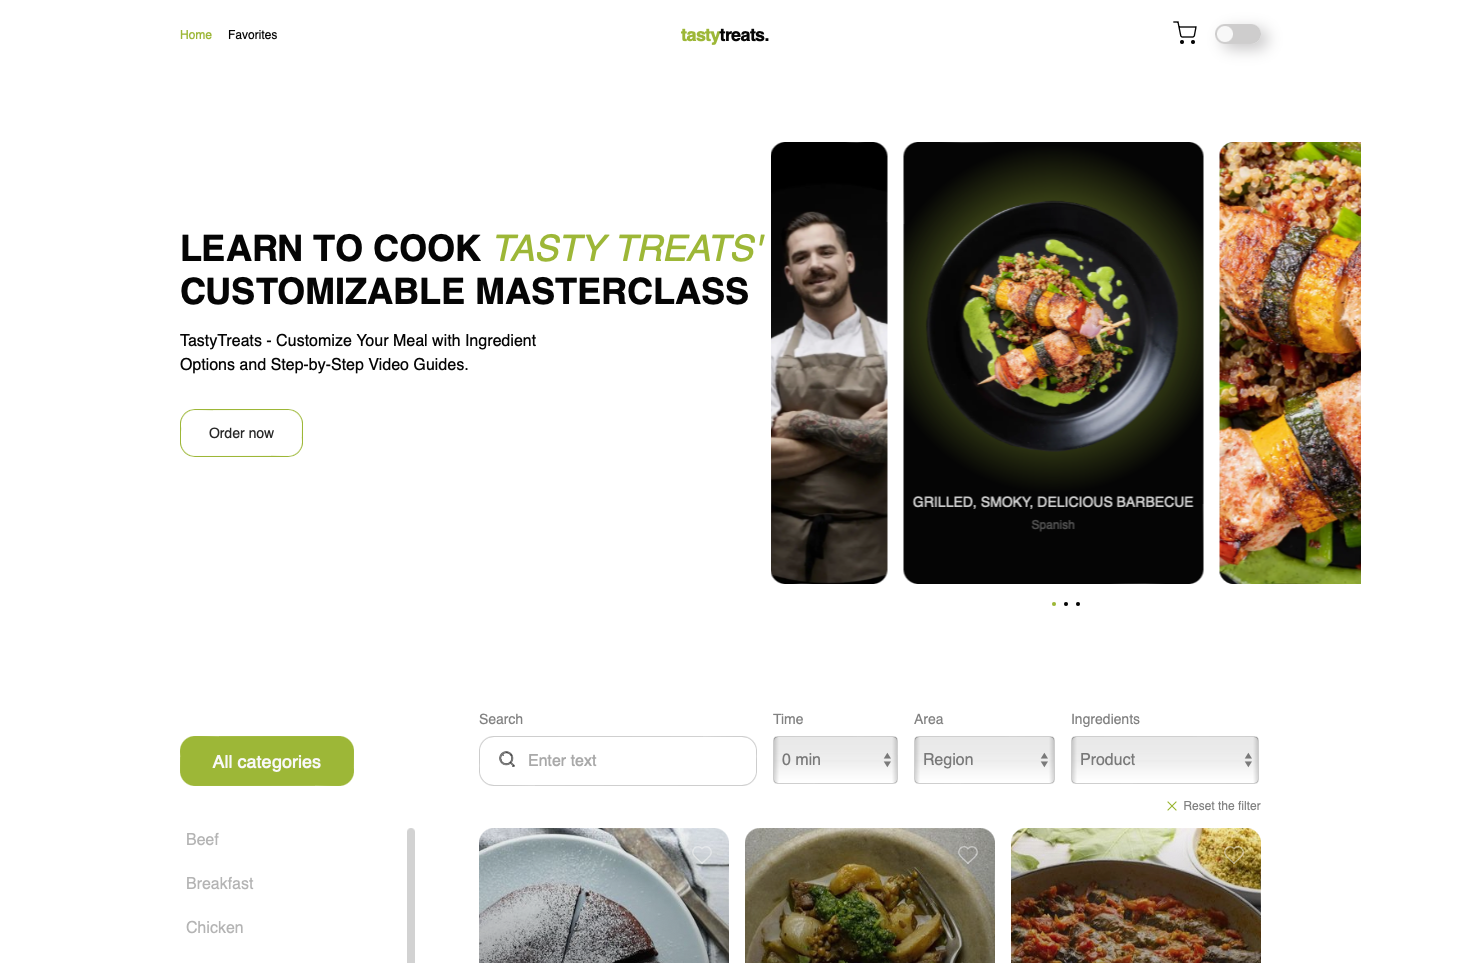 Home Favorites tastytreats.
LEARN TO COOK TASTY TREATS'
CUSTOMIZABLE MASTERCLASS
TastyTreats - Customize Your Meal with Ingredient
Options and Step-by-Step Video Guides.
Order now
GRILLED, SMOKY, DELICIOUS BARBECUE
Spanish
Search Time Area Ingredients
All categories Enter text 0 min Region Product
Reset the filter
Beef
Breakfast
Chicken